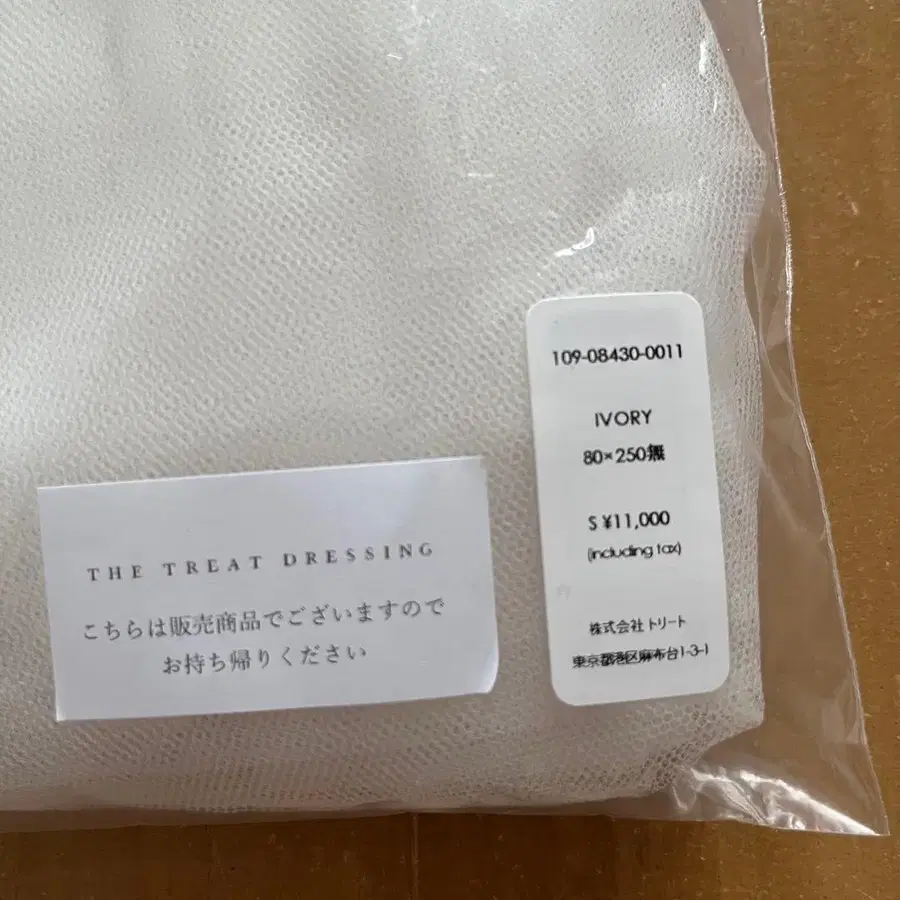 THE TREAT DRESSING
こちらは販売商品でございますので
お持ち帰りください
109-08430-0011
IVORY
80×250無
S ¥11,000
(including tax)
株式会社 トリート
東京都港区麻布台1-3-1